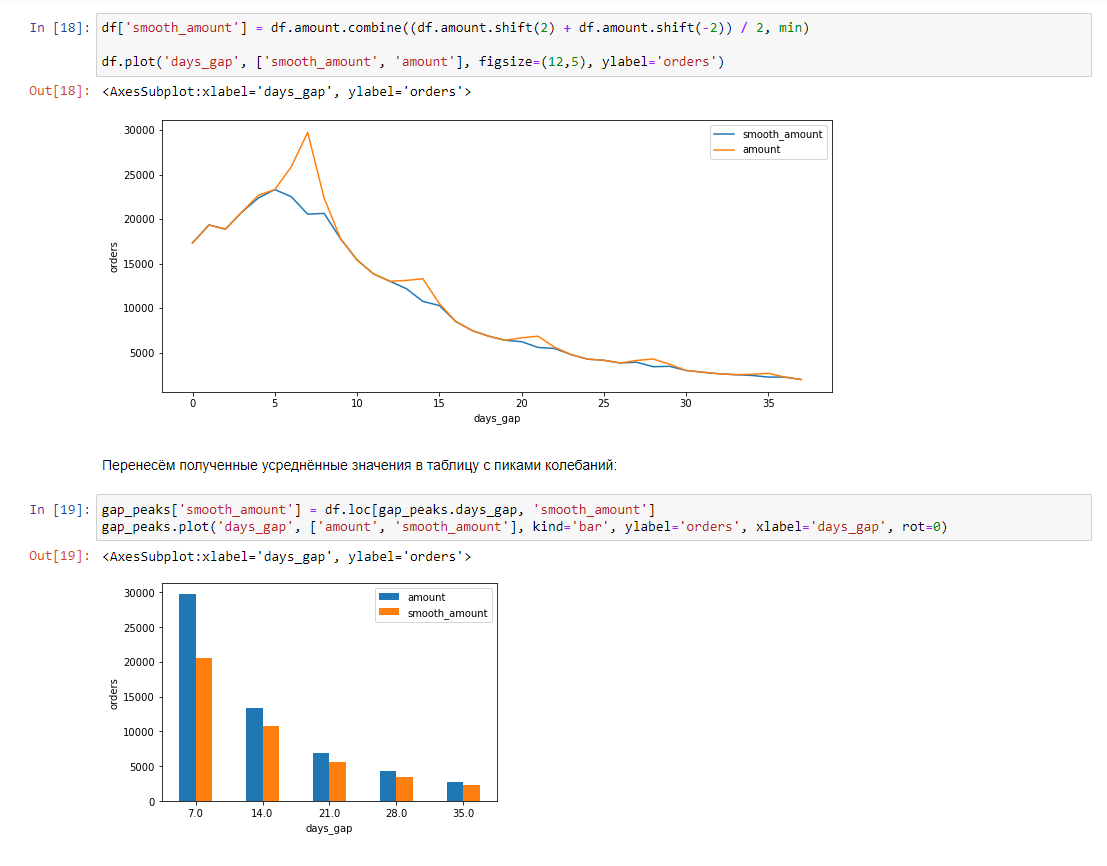 In [18]: df['smooth_amount'] = df.amount.combine((df.amount.shift(2) + df.amount.shift(-2)) / 2, min)
df.plot('days_gap', ['smooth_amount', 'amount'], figsize=(12,5), ylabel='orders')
Out[18]: <AxesSubplot:xlabel='days_gap', ylabel='orders'>
smooth_amount
amount
30000
25000
20000
15000
10000
5000
orders
0 5 10 15 20 25 30 35
days_gap
Перенесём полученные усреднённые значения в таблицу с пиками колебаний:
In [19]: gap_peaks['smooth_amount'] = df.loc[gap_peaks.days_gap, 'smooth_amount']
gap_peaks.plot('days_gap', ['amount', 'smooth_amount'], kind='bar', ylabel='orders', xlabel='days_gap', rot=0)
Out[19]: <AxesSubplot:xlabel='days_gap', ylabel='orders'>
amount
smooth_amount
30000
25000
20000
15000
10000
5000
0
orders
7.0 14.0 21.0 28.0 35.0
days_gap